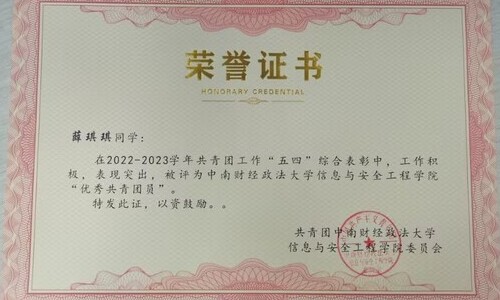 荣誉证书
HONORARY CREDENTIAL
薛琪琪同学：
在2022-2023学年共青团工作“五四”综合表彰中，工作积
极，表现突出，被评为中南财经政法大学信息与安全工程学院
“优秀共青团员”。
特发此证，以资鼓励。。
共青团中南财经政法大学
信息与安全工程学院委员会